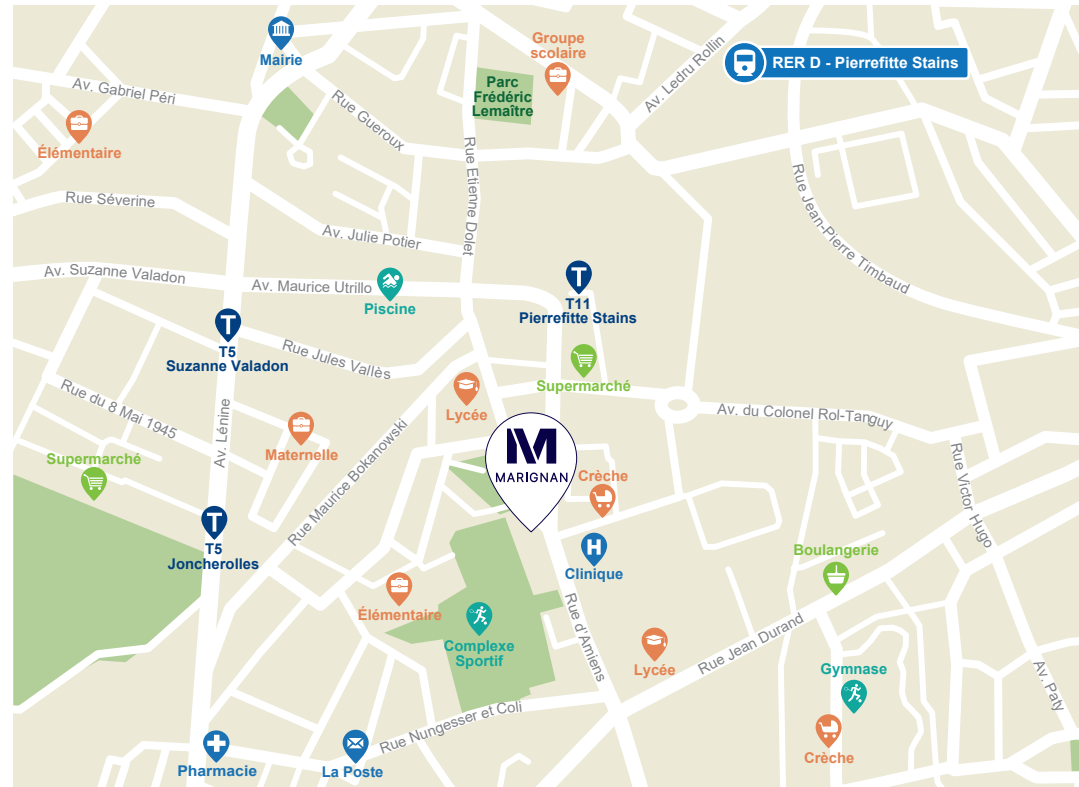 Mairie
Groupe
scolaire
RER D - Pierrefitte Stains
Av. Gabriel Péri
Parc
Frédéric
Lemaître
Av. Ledru Rollin
Rue Gueroux
Élémentaire
Rue Etienne Dolet
Rue Séverine
Rue Jean-Pierre Timbaud
Av. Julie Potier
Av. Suzanne Valadon
Av. Maurice Utrillo
Piscine
T
T11
Pierrefitte Stains
T
T5
Suzanne Valadon
Rue Jules Vallès
Supermarché
Rue du 8 Mai 1945
Av. Lénine
Lycée
Av. du Colonel Rol-Tanguy
Maternelle
Rue Maurice Bokanowski
M
MARIGNAN
Supermarché
Crèche
Rue Victor Hugo
T
T5
Joncherolles
H
Clinique
Boulangerie
Élémentaire
Rue d'Amiens
Complexe
Sportif
Lycée
Rue Jean Durand
Gymnase
Av. Paty
Rue Nungesser et Coli
Crèche
Pharmacie
La Poste